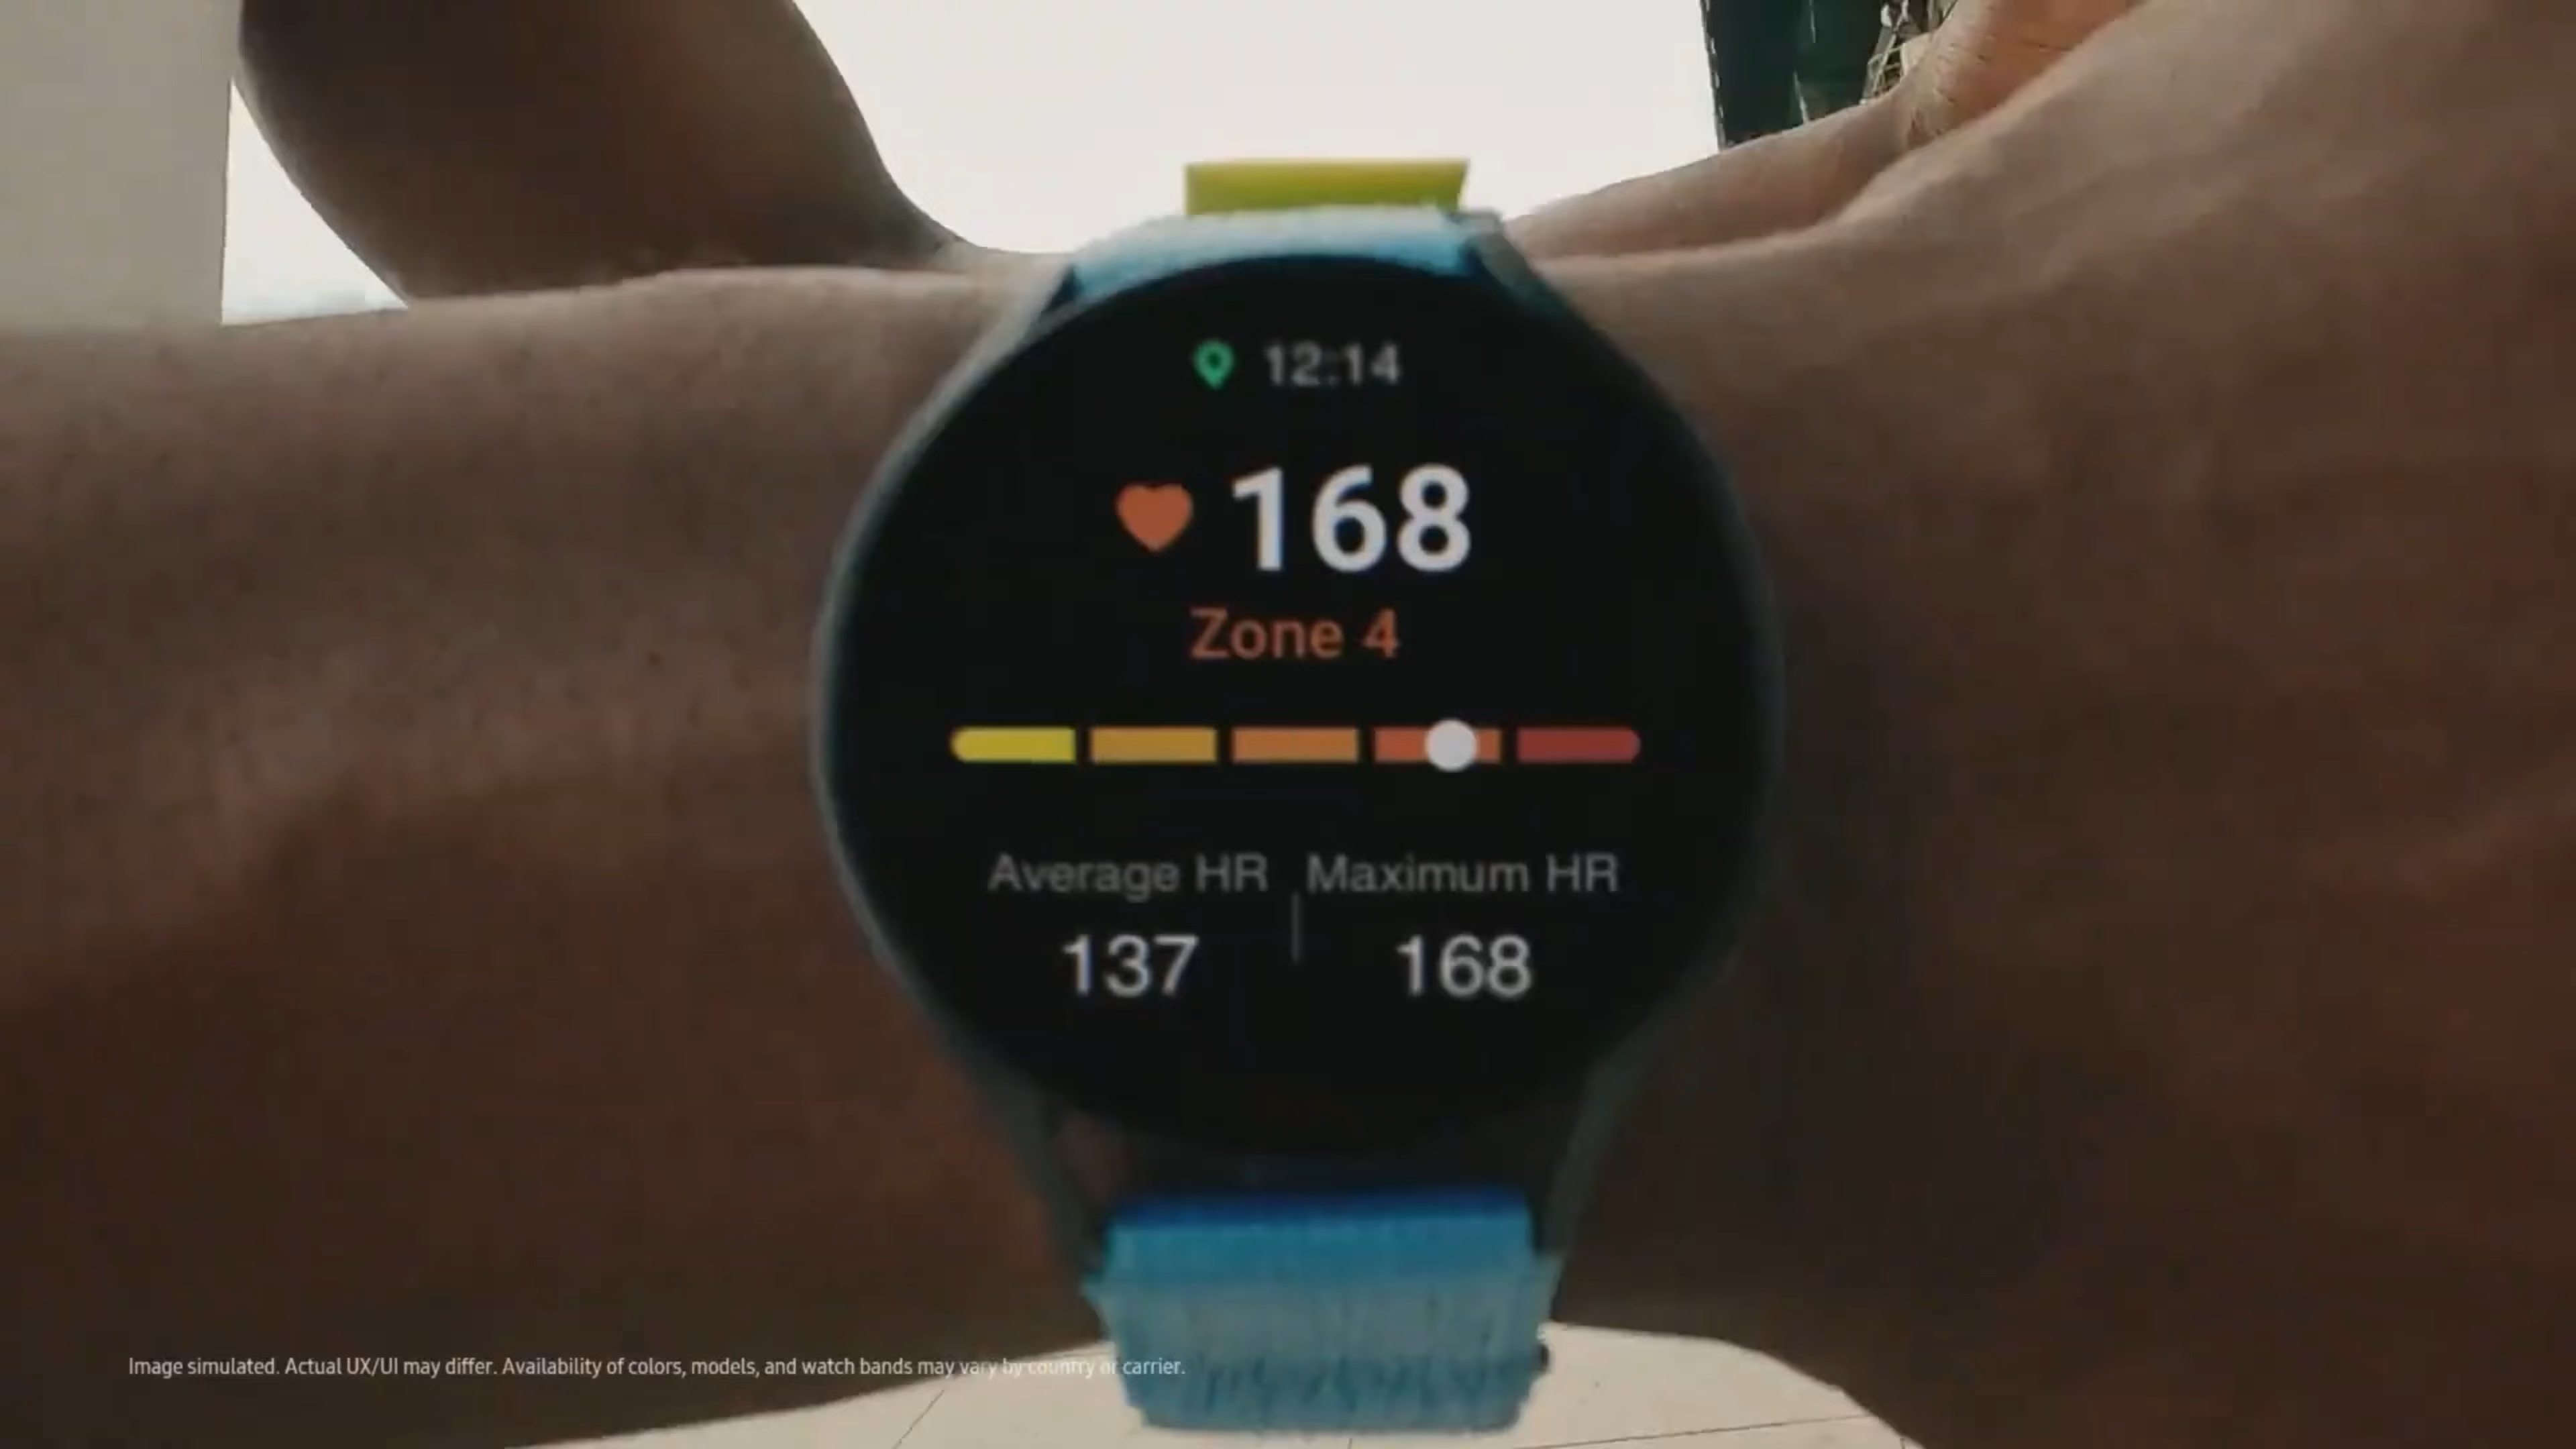 12:14
168
Zone 4
Average HR Maximum HR
137 168
Image simulated. Actual UX/UI may differ. Availability of colors, models, and watch bands may vary by country or carrier.